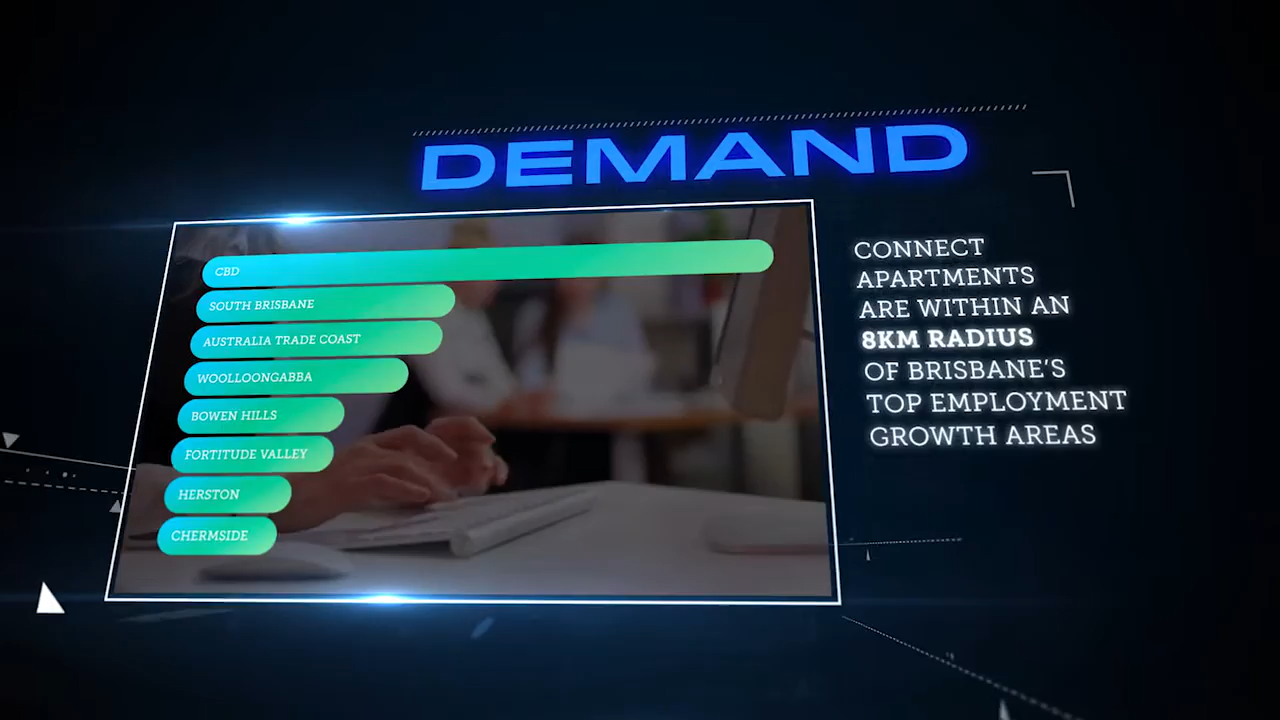 DEMAND
CBD
SOUTH BRISBANE
AUSTRALIA TRADE COAST
WOOLLOONGABBA
BOWEN HILLS
FORTITUDE VALLEY
HERSTON
CHERMSIDE
CONNECT
APARTMENTS
ARE WITHIN AN
8KM RADIUS
OF BRISBANE'S
TOP EMPLOYMENT
GROWTH AREAS